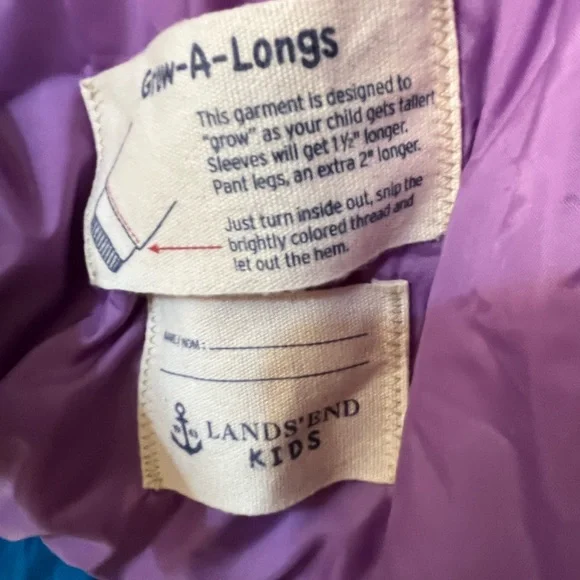 Grow-A-Longs
This garment is designed to
"grow" as your child gets taller!
Sleeves will get 1½" longer.
Pant legs, an extra 2" longer.
Just turn inside out, snip the
brightly colored thread and
let out the hem.
NAME/NOM:
LANDS' END
KIDS